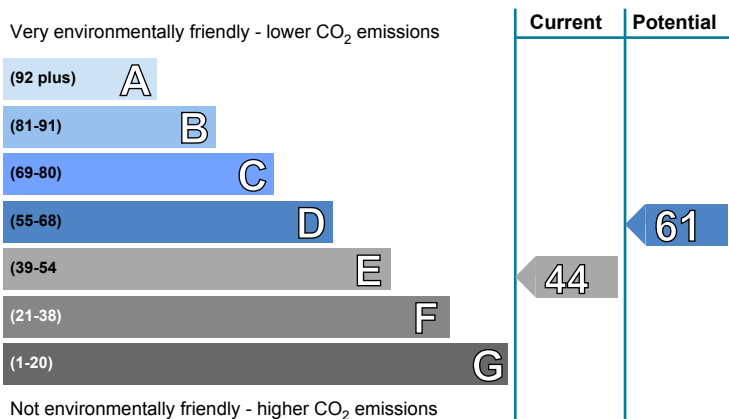 Current Potential
Very environmentally friendly - lower CO₂ emissions
(92 plus) A
(81-91) B
(69-80) C
(55-68) D
61
(39-54 E
44
(21-38) F
(1-20) G
Not environmentally friendly - higher CO₂ emissions